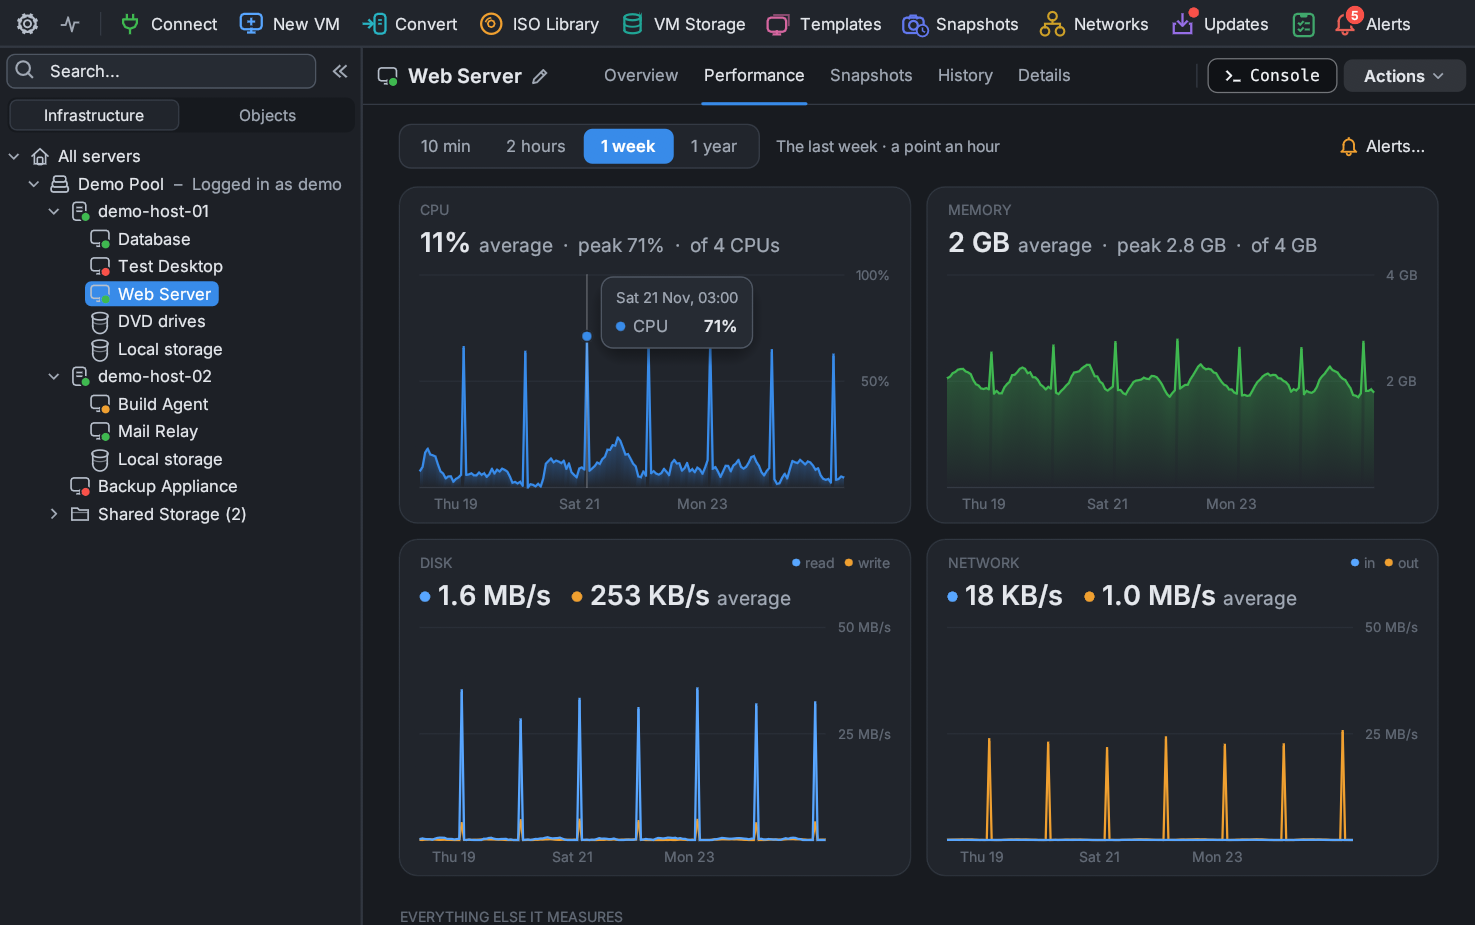 Connect
New VM
Convert
ISO Library
VM Storage
Templates
Snapshots
Networks
Updates
5
Alerts
Search...
Infrastructure
Objects
All servers
Demo Pool – Logged in as demo
demo-host-01
Database
Test Desktop
Web Server
DVD drives
Local storage
demo-host-02
Build Agent
Mail Relay
Local storage
Backup Appliance
Shared Storage (2)
Web Server
Overview
Performance
Snapshots
History
Details
>_ Console
Actions
10 min
2 hours
1 week
1 year
The last week · a point an hour
Alerts...
CPU
11% average · peak 71% · of 4 CPUs
100%
Sat 21 Nov, 03:00
CPU 71%
50%
Thu 19
Sat 21
Mon 23
MEMORY
2 GB average · peak 2.8 GB · of 4 GB
4 GB
2 GB
Thu 19
Sat 21
Mon 23
DISK
read
write
1.6 MB/s 253 KB/s average
50 MB/s
25 MB/s
Thu 19
Sat 21
Mon 23
NETWORK
in
out
18 KB/s 1.0 MB/s average
50 MB/s
25 MB/s
Thu 19
Sat 21
Mon 23
EVERYTHING ELSE IT MEASURES